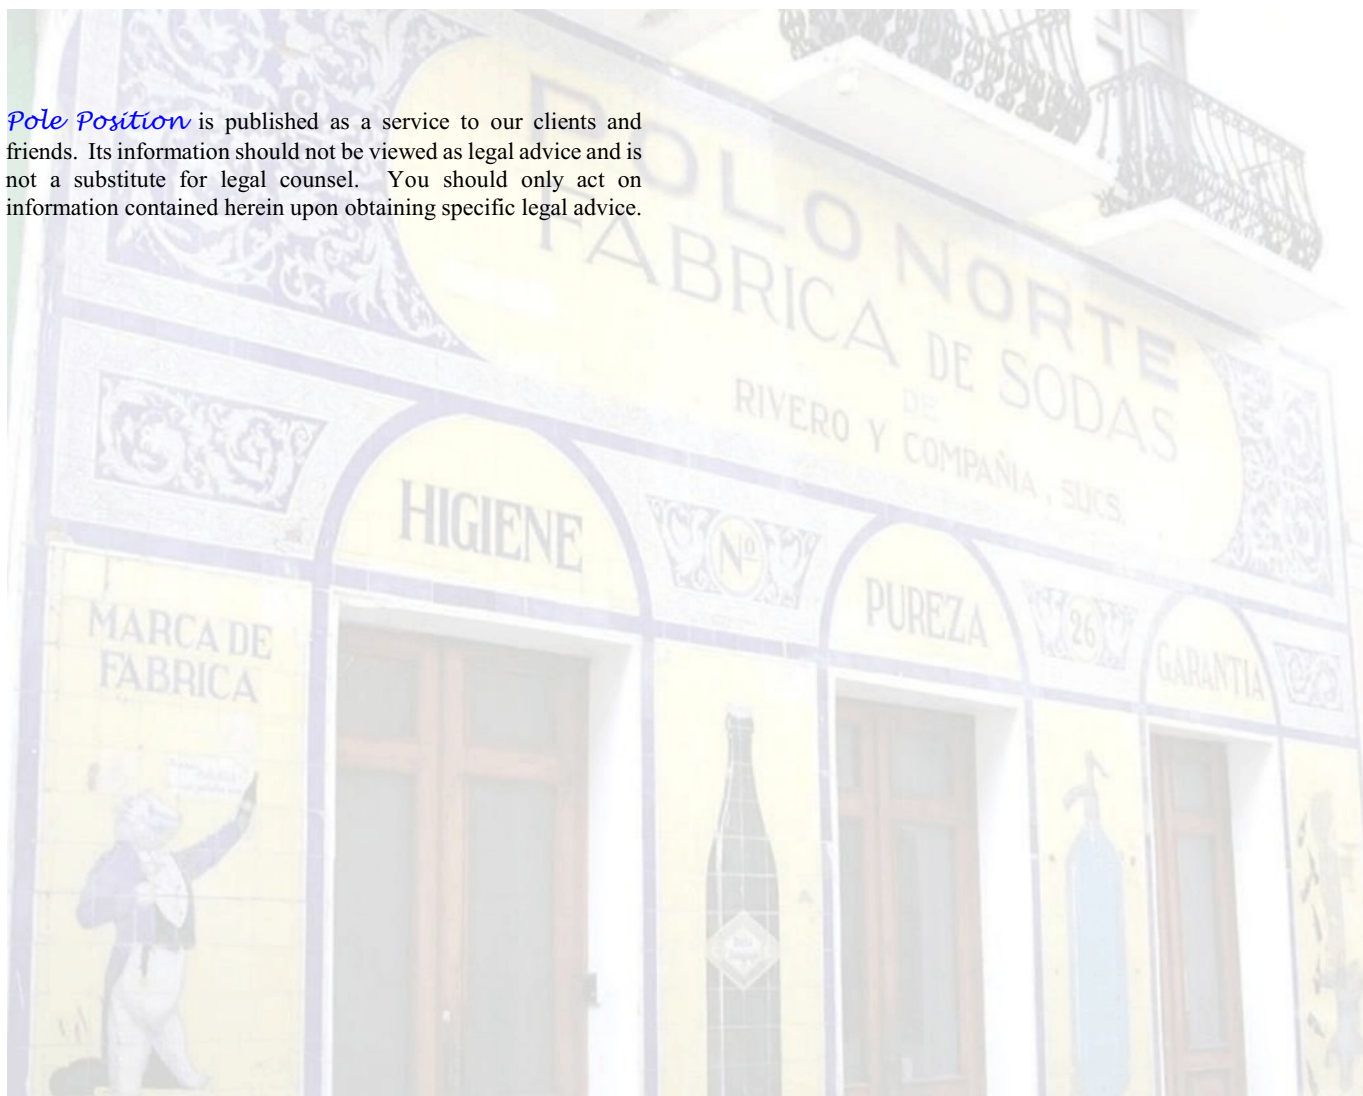 Pole Position is published as a service to our clients and
friends. Its information should not be viewed as legal advice and is
not a substitute for legal counsel. You should only act on
information contained herein upon obtaining specific legal advice.
POLO NORTE
FABRICA DE SODAS
DE
RIVERO Y COMPAÑIA, SUCS.
HIGIENE
Nº
PUREZA
26
GARANTIA
MARCA DE
FABRICA